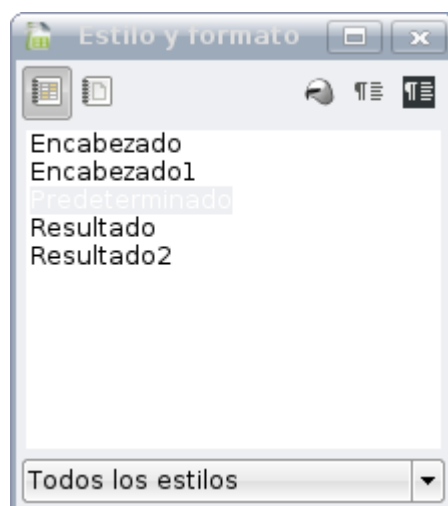 Estilo y formato
Encabezado
Encabezado1
Predeterminado
Resultado
Resultado2
Todos los estilos